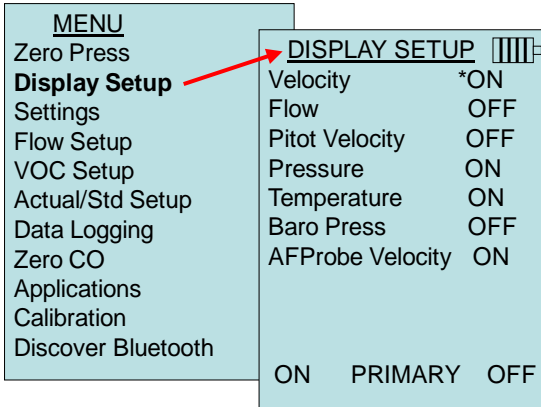 MENU
Zero Press
Display Setup
Settings
Flow Setup
VOC Setup
Actual/Std Setup
Data Logging
Zero CO
Applications
Calibration
Discover Bluetooth
DISPLAY SETUP
Velocity *ON
Flow OFF
Pitot Velocity OFF
Pressure ON
Temperature ON
Baro Press OFF
AFProbe Velocity ON
ON PRIMARY OFF